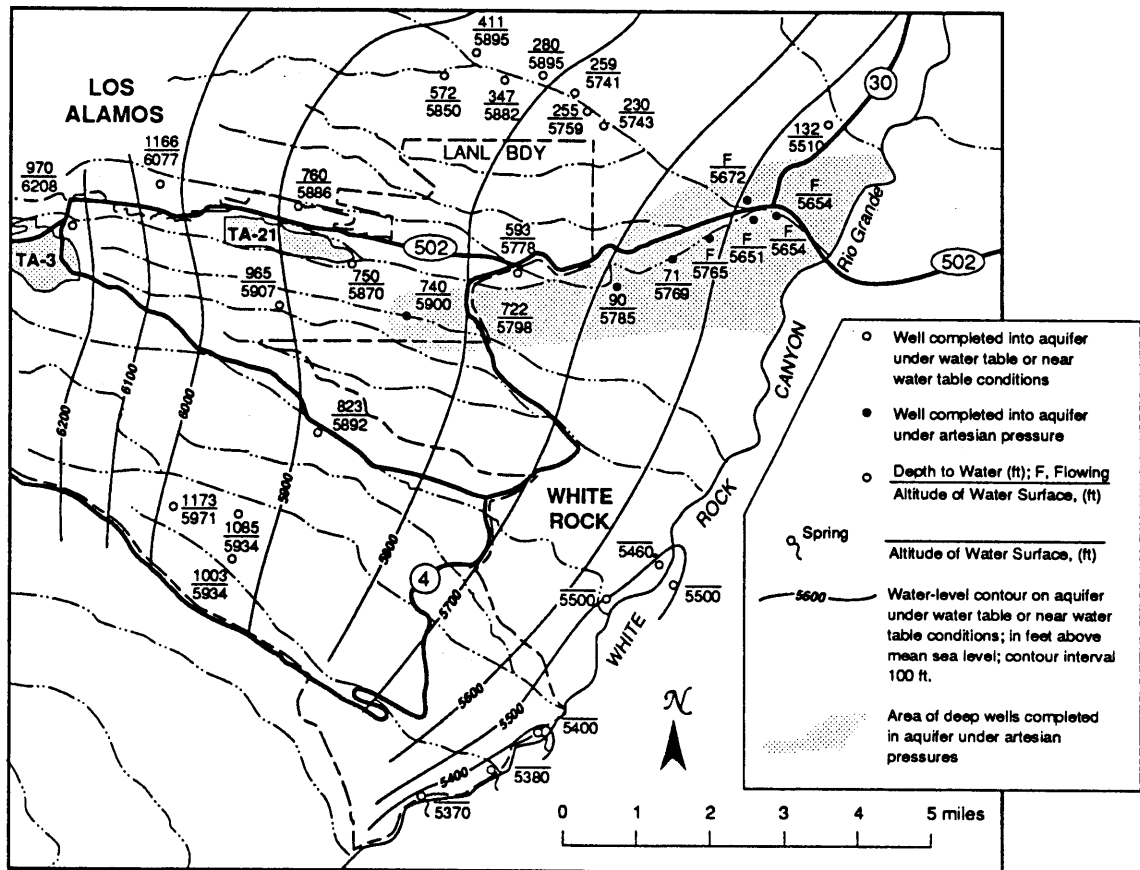 411
5895
280
5895
259
5741
572
5850
347
5882
255
5759
230
5743
30
LOS
ALAMOS
132
5510
1166
6077
LANL BDY
970
6208
760
5886
F
5672
F
5654
TA-21
593
5778
502
TA-3
F
5765
F
5651
F
5654
Rio Grande
502
965
5907
750
5870
740
5900
71
5769
722
5798
90
5785
CANYON
ROCK
WHITE
6200
6100
6000
5900
5800
5700
5600
5500
5400
823
5892
WHITE
ROCK
1173
5971
1085
5934
1003
5934
4
5460
5500
5500
5400
5380
5370
N
0 1 2 3 4 5 miles
Well completed into aquifer
under water table or near
water table conditions
Well completed into aquifer
under artesian pressure
Depth to Water (ft); F, Flowing
Altitude of Water Surface, (ft)
Spring
Altitude of Water Surface, (ft)
5600
Water-level contour on aquifer
under water table or near water
table conditions; in feet above
mean sea level; contour interval
100 ft.
Area of deep wells completed
in aquifer under artesian
pressures